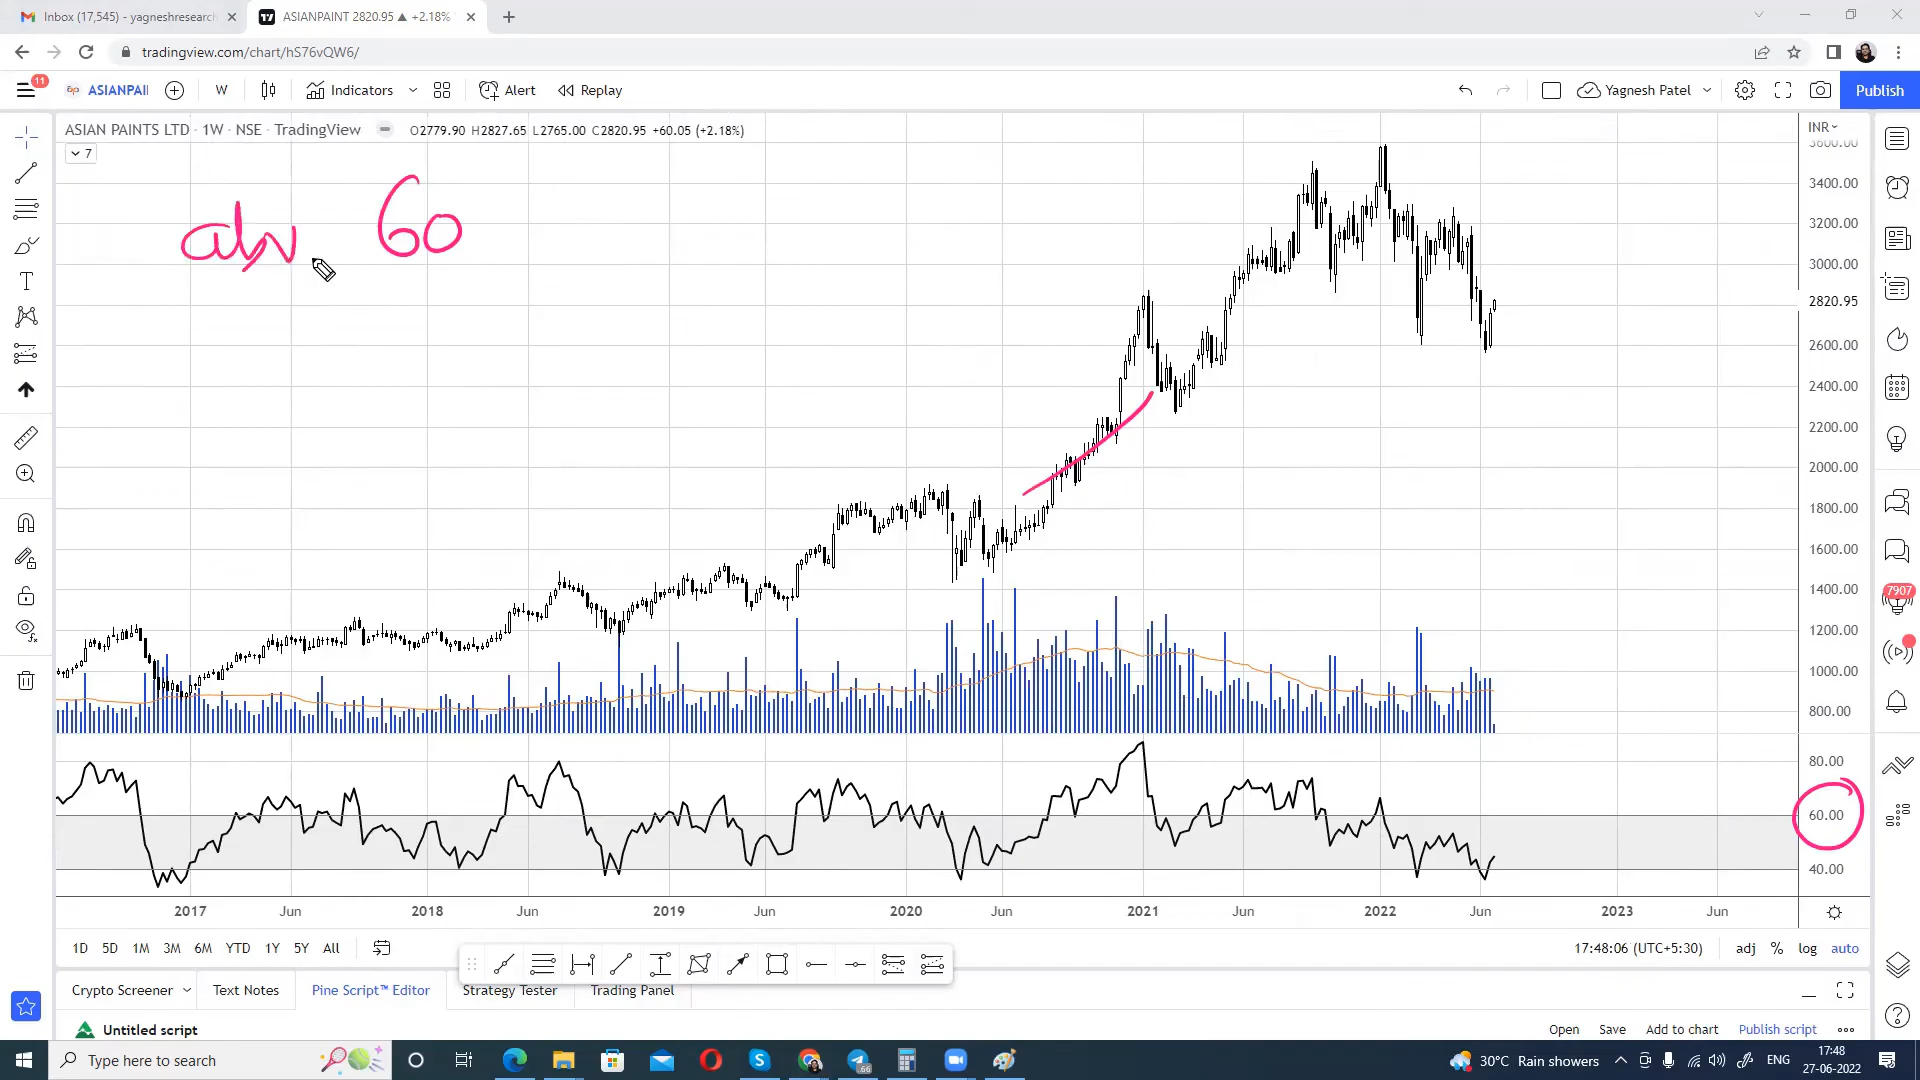 Inbox (17,545) - yagneshresearch
ASIANPAINT 2820.95 ▲ +2.18%
tradingview.com/chart/hS76vQW6/
11
ASIANPAI
W
Indicators
Alert
Replay
Yagnesh Patel
Publish
ASIAN PAINTS LTD · 1W · NSE · TradingView
O2779.90 H2827.65 L2765.00 C2820.95 +60.05 (+2.18%)
INR
7
abv 60
3600.00
3400.00
3200.00
3000.00
2820.95
2600.00
2400.00
2200.00
2000.00
1800.00
1600.00
1400.00
1200.00
1000.00
800.00
7907
80.00
60.00
40.00
2017 Jun 2018 Jun 2019 Jun 2020 Jun 2021 Jun 2022 Jun 2023 Jun
1D 5D 1M 3M 6M YTD 1Y 5Y All
17:48:06 (UTC+5:30) adj % log auto
Crypto Screener Text Notes Pine Script™ Editor Strategy Tester Trading Panel
Untitled script
Open Save Add to chart Publish script
Type here to search
66
30°C Rain showers
ENG
17:48
27-06-2022